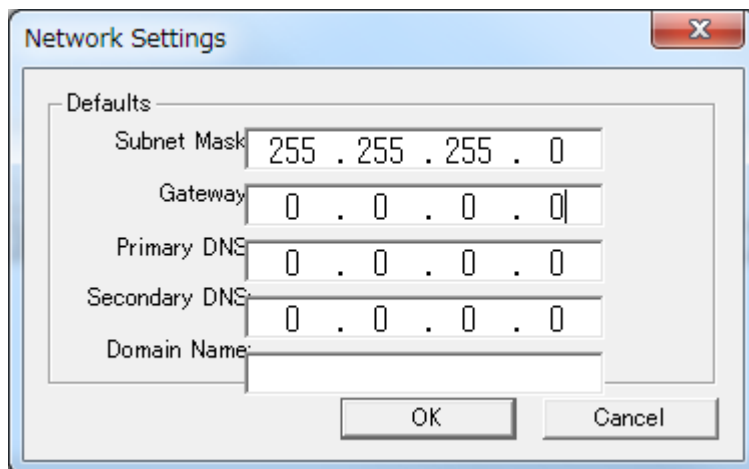 Network Settings
Defaults
Subnet Mask 255 . 255 . 255 . 0
Gateway 0 . 0 . 0 . 0
Primary DNS 0 . 0 . 0 . 0
Secondary DNS: 0 . 0 . 0 . 0
Domain Name:
OK Cancel